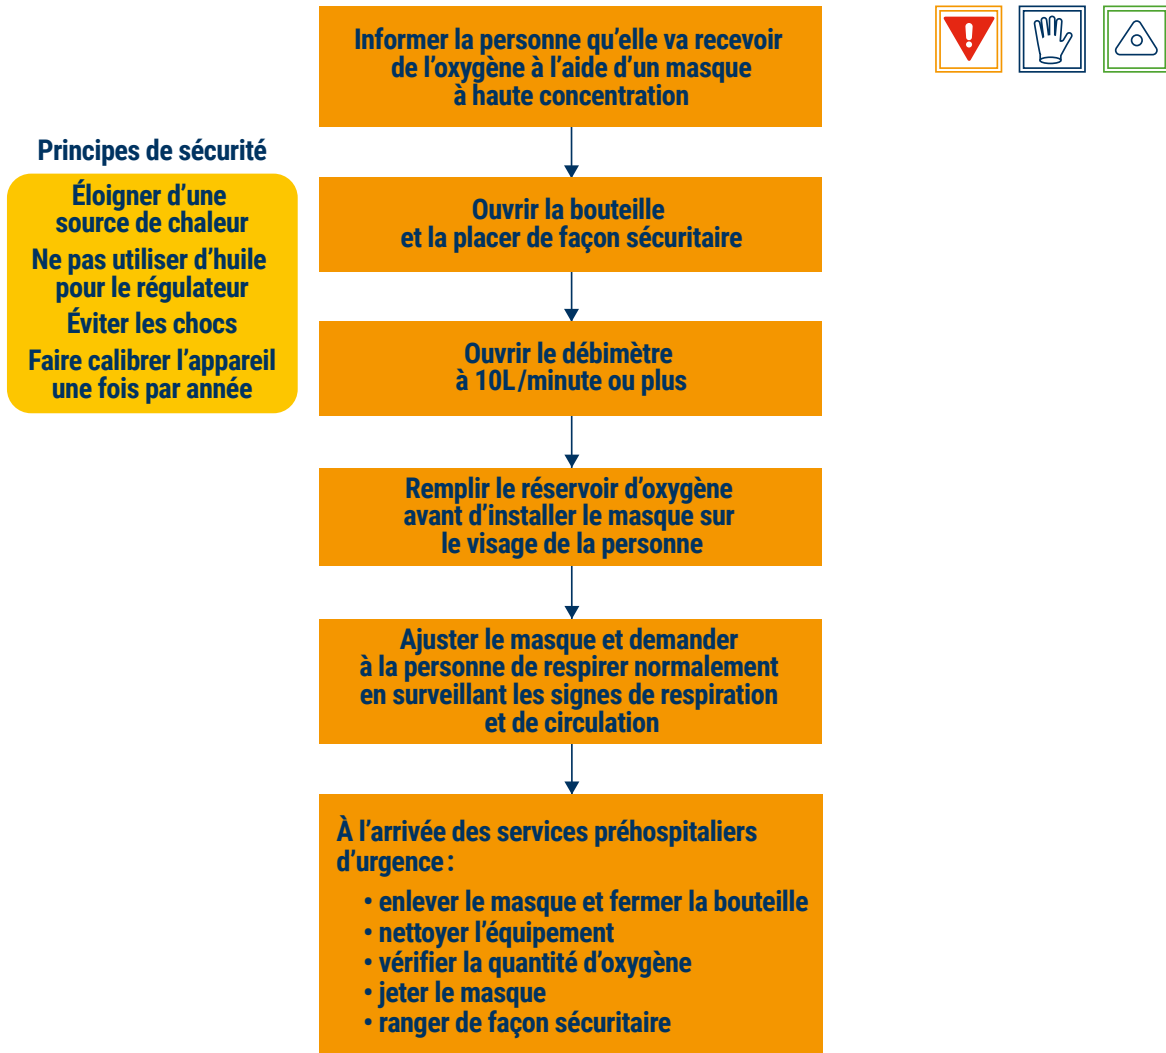 Informer la personne qu'elle va recevoir
de l'oxygène à l'aide d'un masque
à haute concentration
Principes de sécurité
Éloigner d'une
source de chaleur
Ne pas utiliser d'huile
pour le régulateur
Éviter les chocs
Faire calibrer l'appareil
une fois par année
Ouvrir la bouteille
et la placer de façon sécuritaire
Ouvrir le débimètre
à 10L/minute ou plus
Remplir le réservoir d'oxygène
avant d'installer le masque sur
le visage de la personne
Ajuster le masque et demander
à la personne de respirer normalement
en surveillant les signes de respiration
et de circulation
À l'arrivée des services préhospitaliers
d'urgence :
• enlever le masque et fermer la bouteille
• nettoyer l'équipement
• vérifier la quantité d'oxygène
• jeter le masque
• ranger de façon sécuritaire